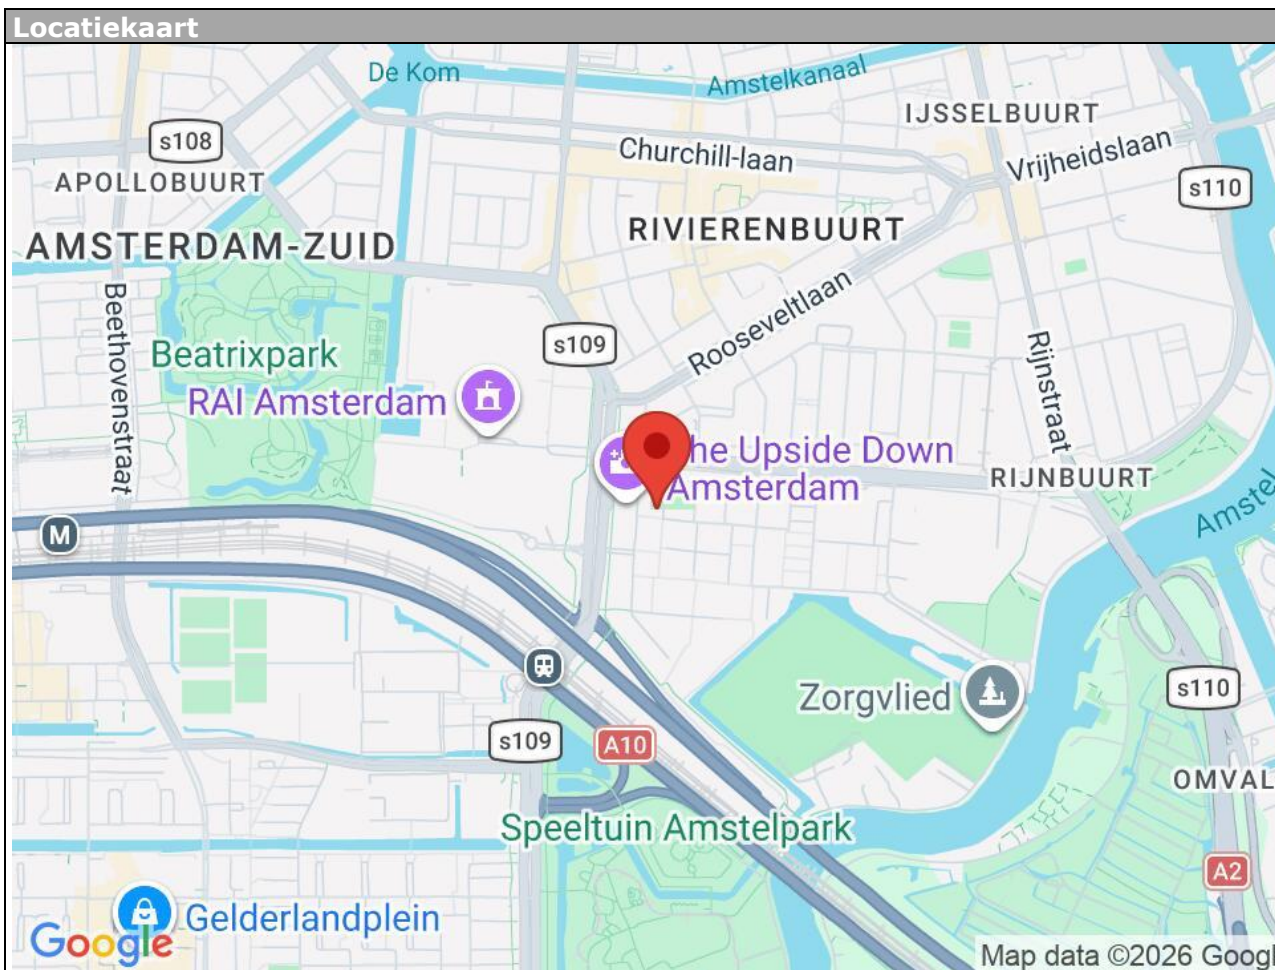 Locatiekaart
De Kom
Amstelkanaal
IJSSELBUURT
s108
Churchill-laan
Vrijheidslaan
APOLLOBUURT
s110
RIVIERENBUURT
AMSTERDAM-ZUID
Beethovenstraat
Rooseveltlaan
s109
Rijnstraat
Beatrixpark
RAI Amsterdam
he Upside Down
Amsterdam
RIJNBUURT
Amstel
M
Zorgvlied
s110
s109
A10
OMVAL
Speeltuin Amstelpark
A2
Gelderlandplein
Google
Map data ©2026 Googl